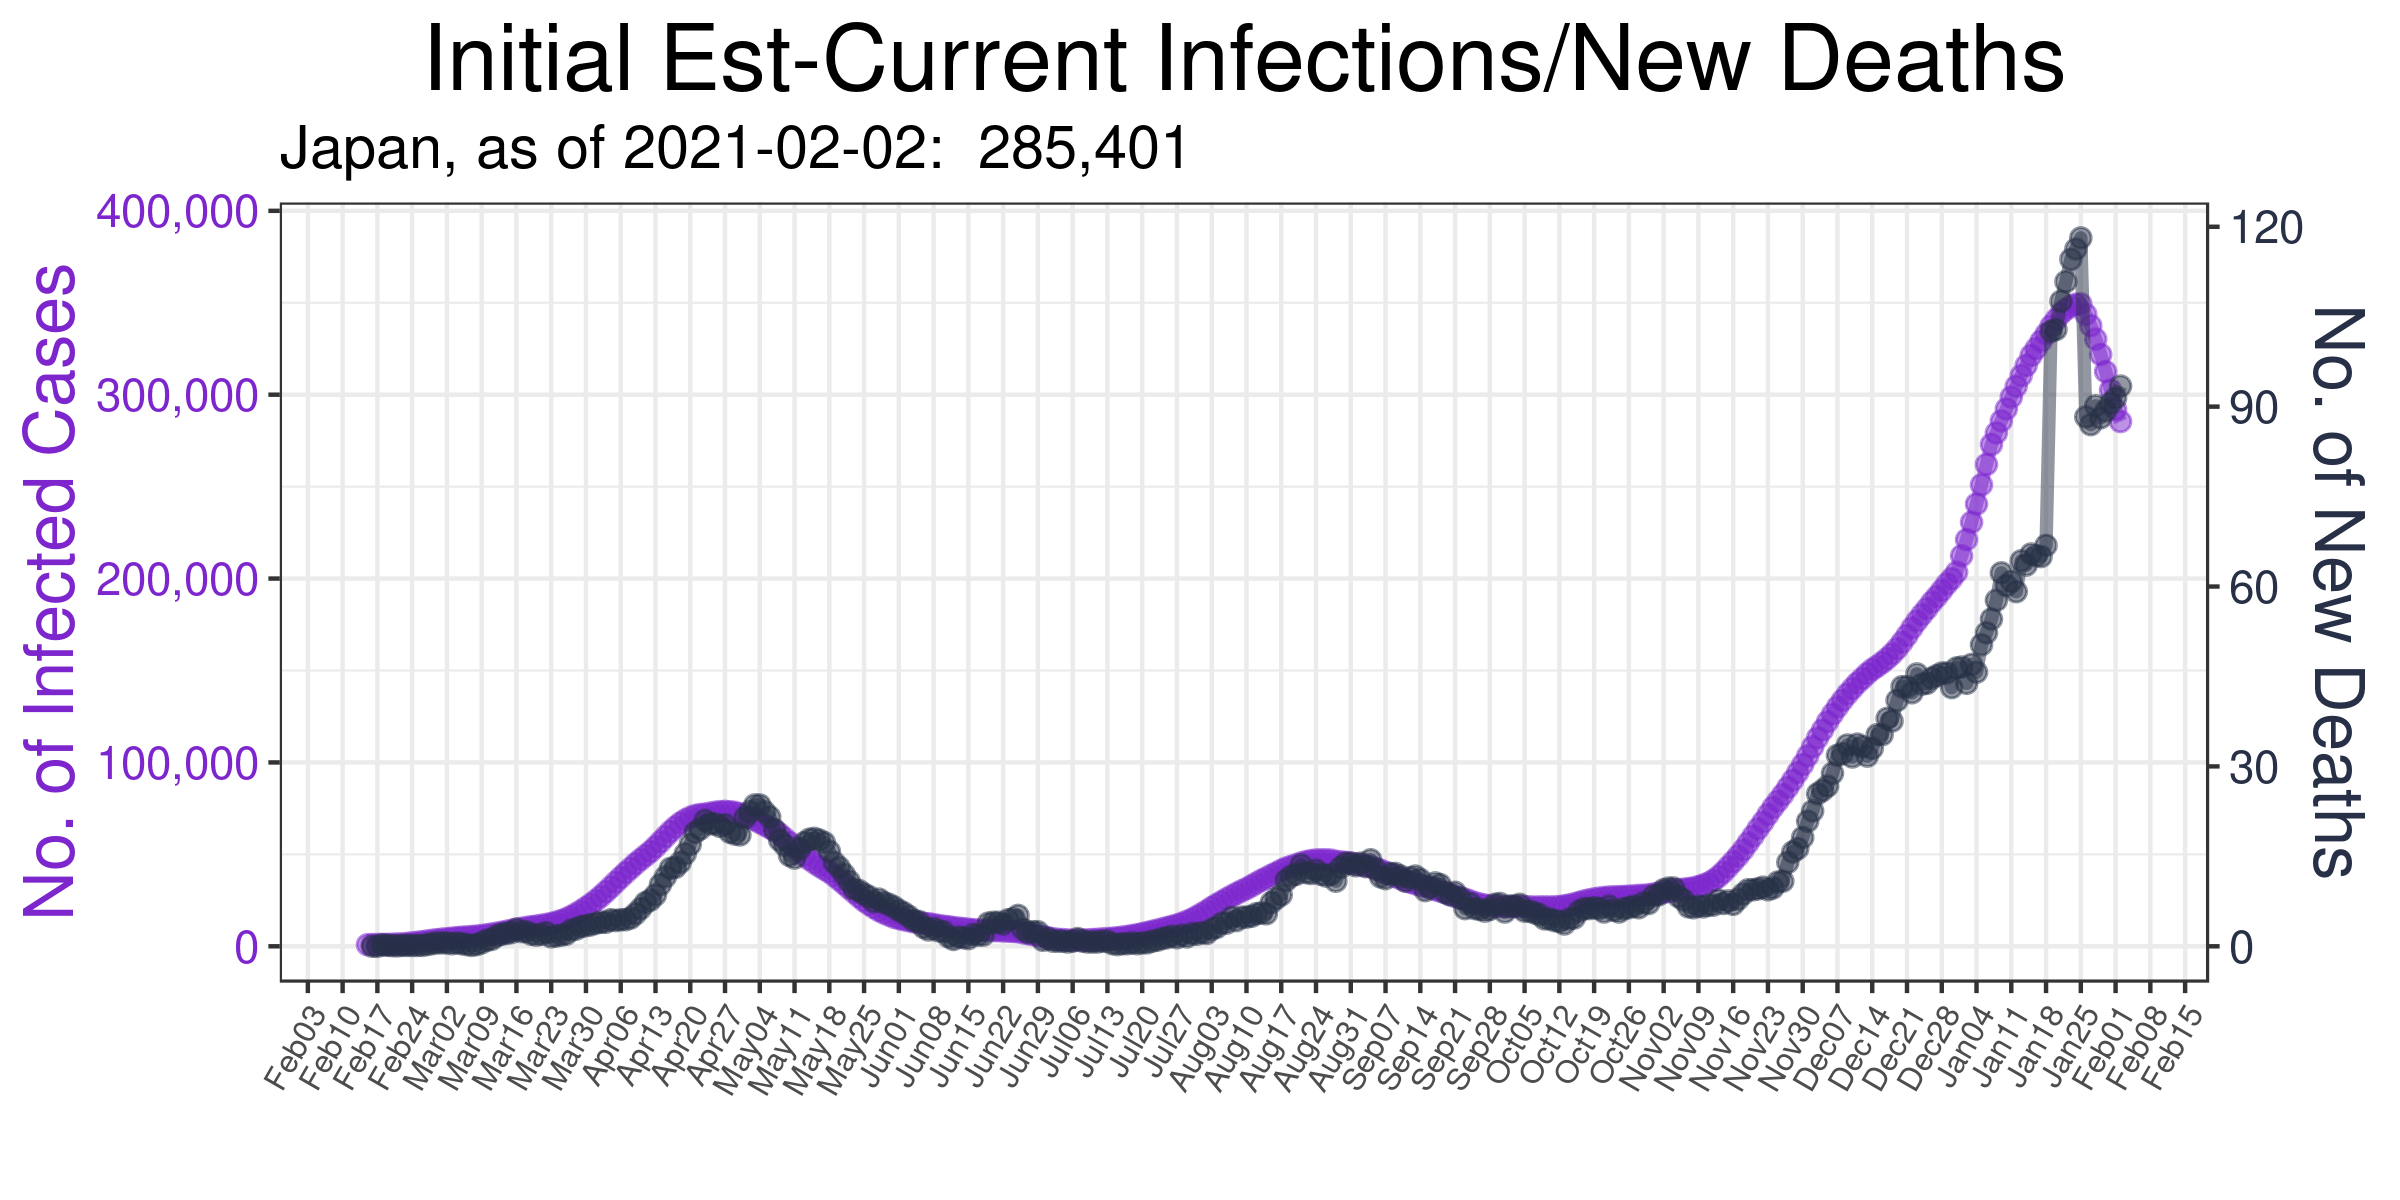 Initial Est-Current Infections/New Deaths
Japan, as of 2021-02-02: 285,401
No. of Infected Cases
400,000
300,000
200,000
100,000
0
120
90
60
30
0
No. of New Deaths
Feb03
Feb10
Feb17
Feb24
Mar02
Mar09
Mar16
Mar23
Mar30
Apr06
Apr13
Apr20
Apr27
May04
May11
May18
May25
Jun01
Jun08
Jun15
Jun22
Jun29
Jul06
Jul13
Jul20
Jul27
Aug03
Aug10
Aug17
Aug24
Aug31
Sep07
Sep14
Sep21
Sep28
Oct05
Oct12
Oct19
Oct26
Nov02
Nov09
Nov16
Nov23
Nov30
Dec07
Dec14
Dec21
Dec28
Jan04
Jan11
Jan18
Jan25
Feb01
Feb08
Feb15